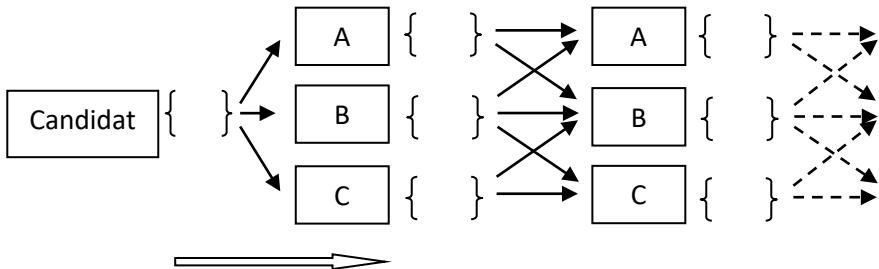 A { } A { }
Candidat { } B { } B { }
C { } C { }